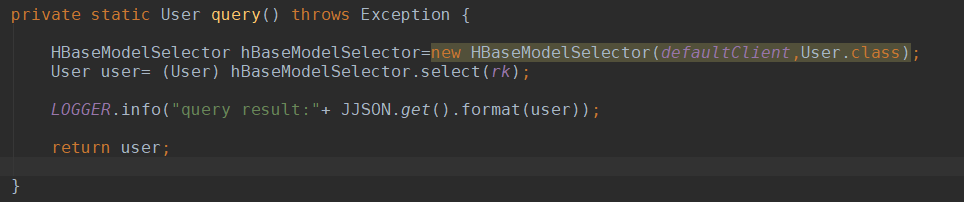 private static User query() throws Exception {
HBaseModelSelector hBaseModelSelector=new HBaseModelSelector(defaultClient,User.class);
User user= (User) hBaseModelSelector.select(rk);
LOGGER.info("query result:"+ JJSON.get().format(user));
return user;
}